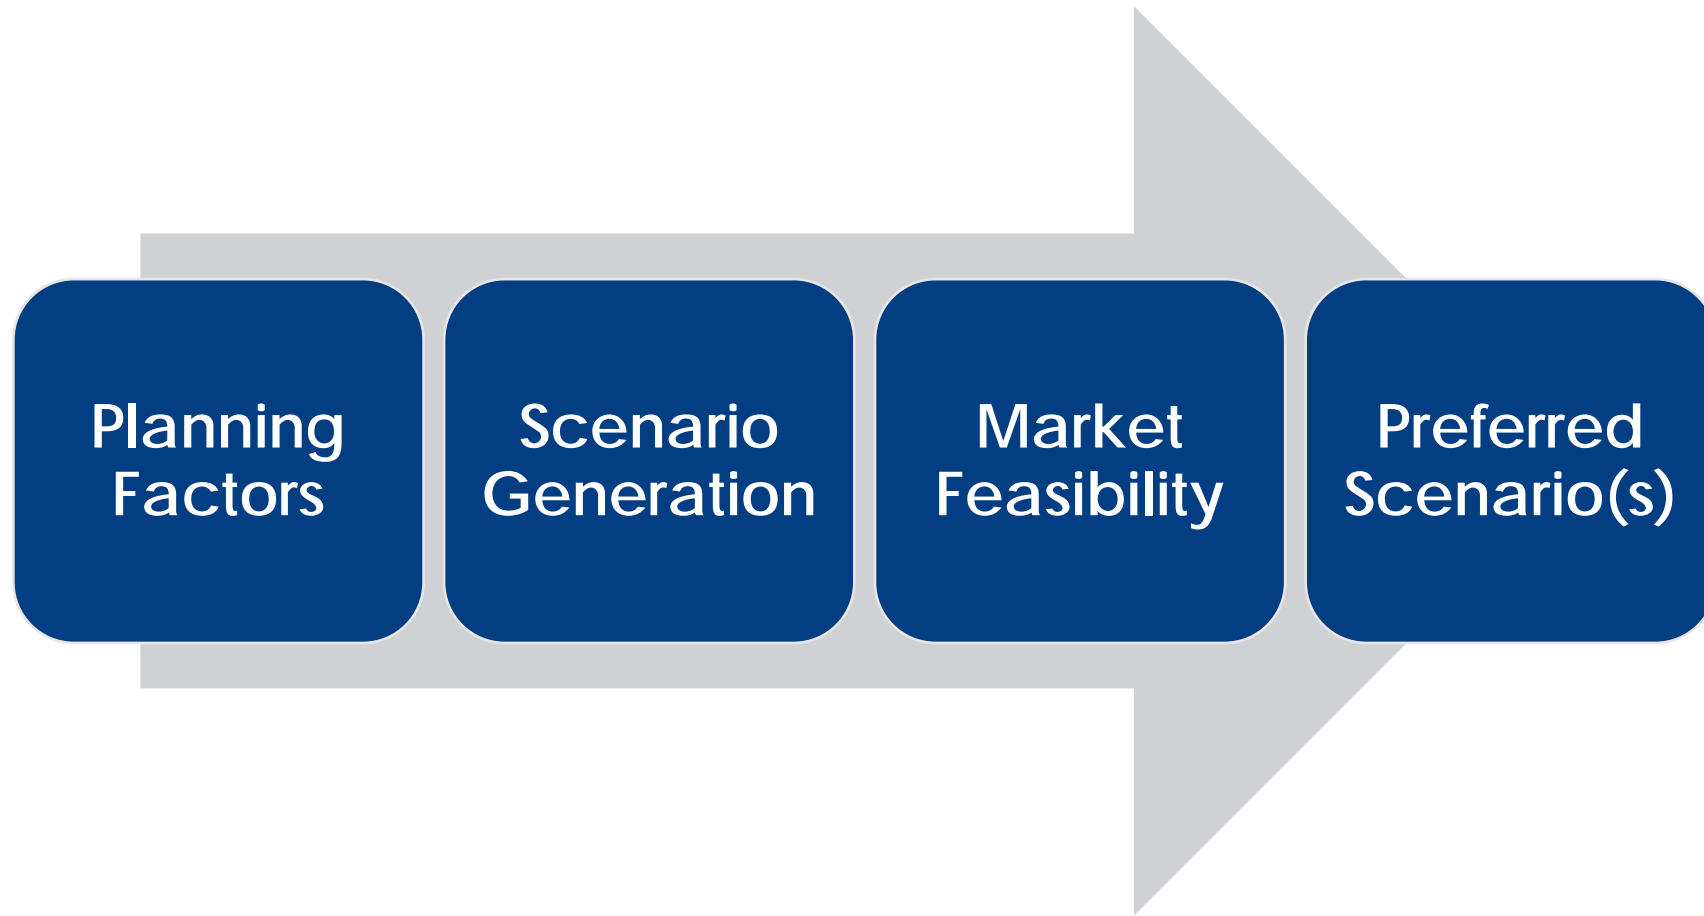 Planning
Factors
Scenario
Generation
Market
Feasibility
Preferred
Scenario(s)